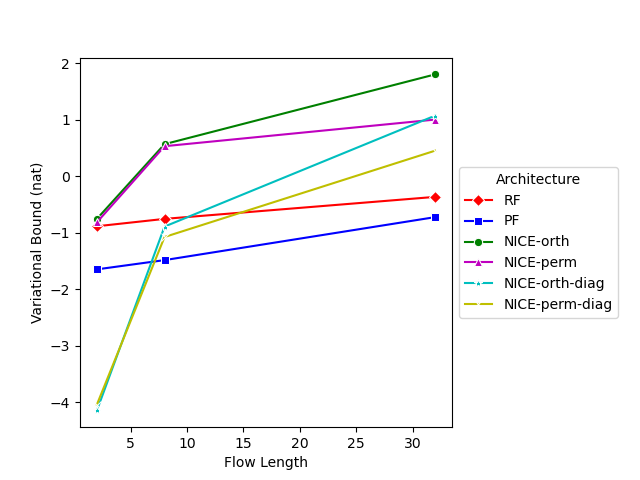 2
1
0
−1
−2
−3
−4
Variational Bound (nat)
5
10
15
20
25
30
Flow Length
Architecture
RF
PF
NICE-orth
NICE-perm
NICE-orth-diag
NICE-perm-diag